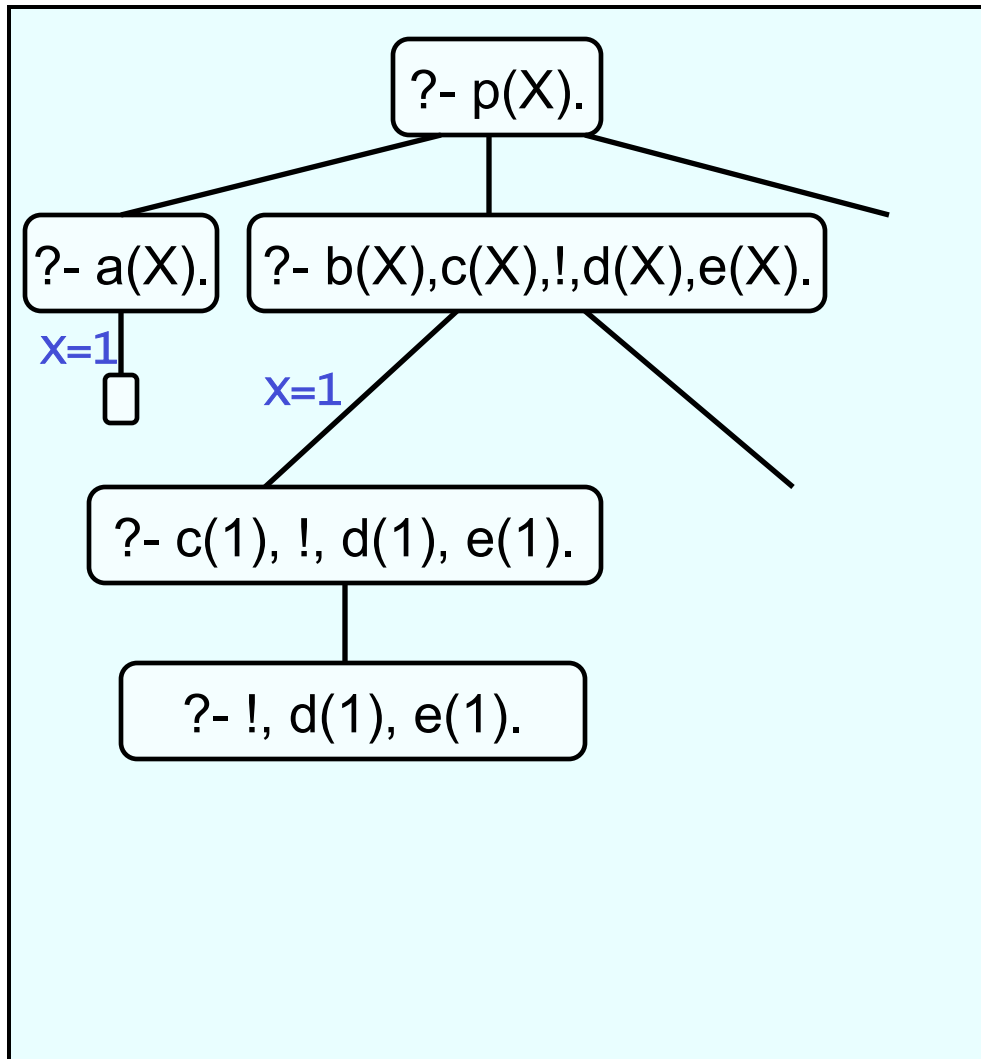 ?- p(X).
?- a(X).
?- b(X),c(X),!,d(X),e(X).
X=1
X=1
?- c(1), !, d(1), e(1).
?- !, d(1), e(1).